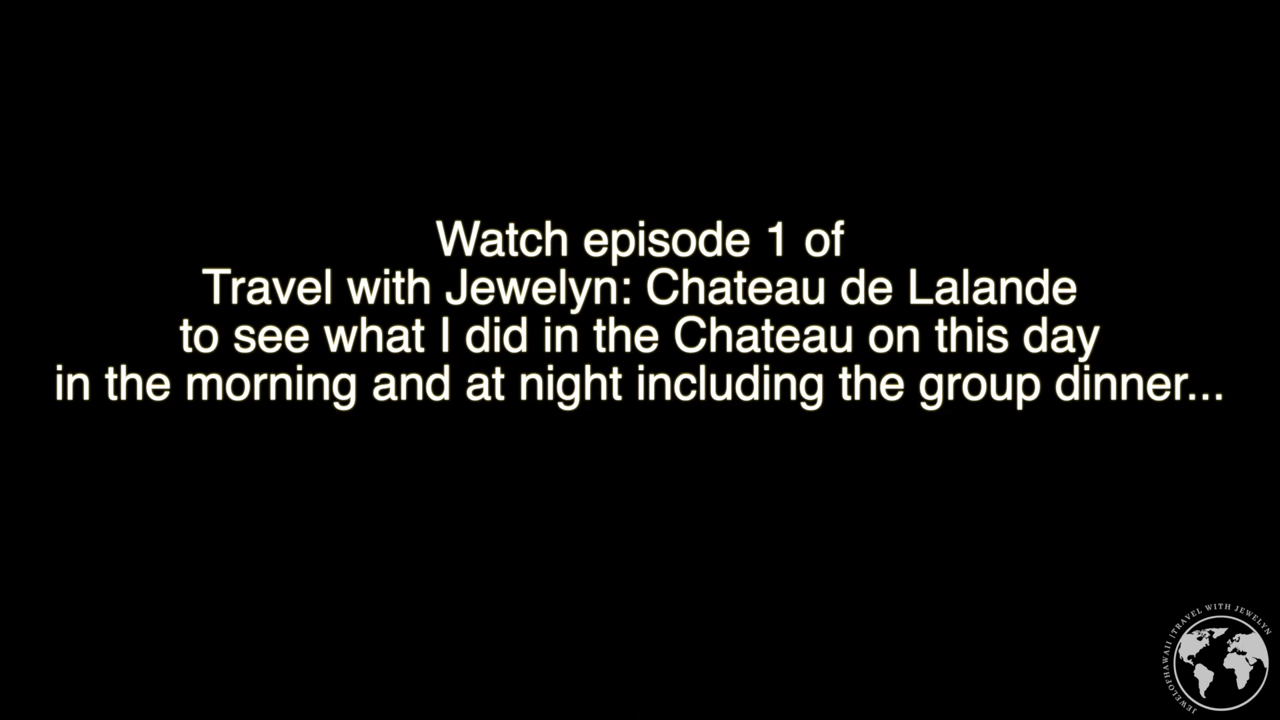 Watch episode 1 of
Travel with Jewelyn: Chateau de Lalande
to see what I did in the Chateau on this day
in the morning and at night including the group dinner...
JEWELOFHAWAII | TRAVEL WITH JEWELYN